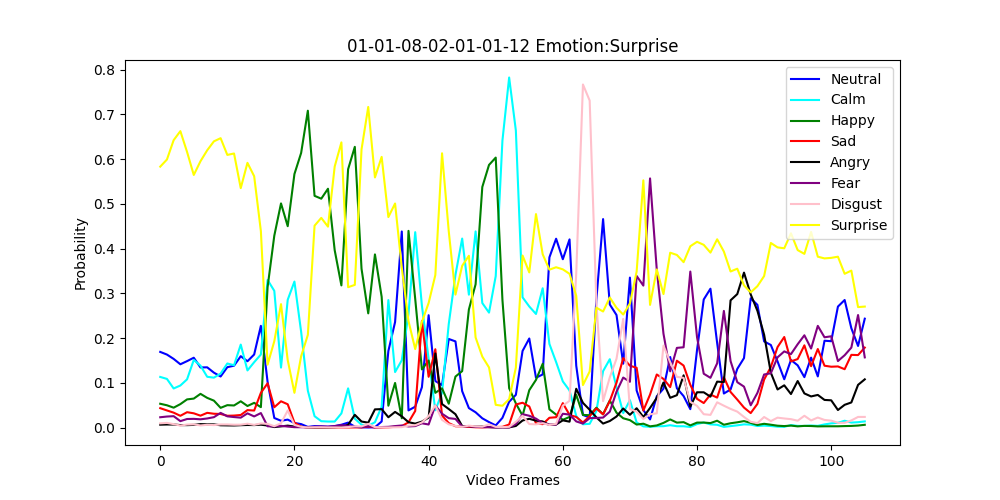 01-01-08-02-01-01-12 Emotion:Surprise
Probability
0.8
0.7
0.6
0.5
0.4
0.3
0.2
0.1
0.0
0 20 40 60 80 100
Video Frames
Neutral
Calm
Happy
Sad
Angry
Fear
Disgust
Surprise